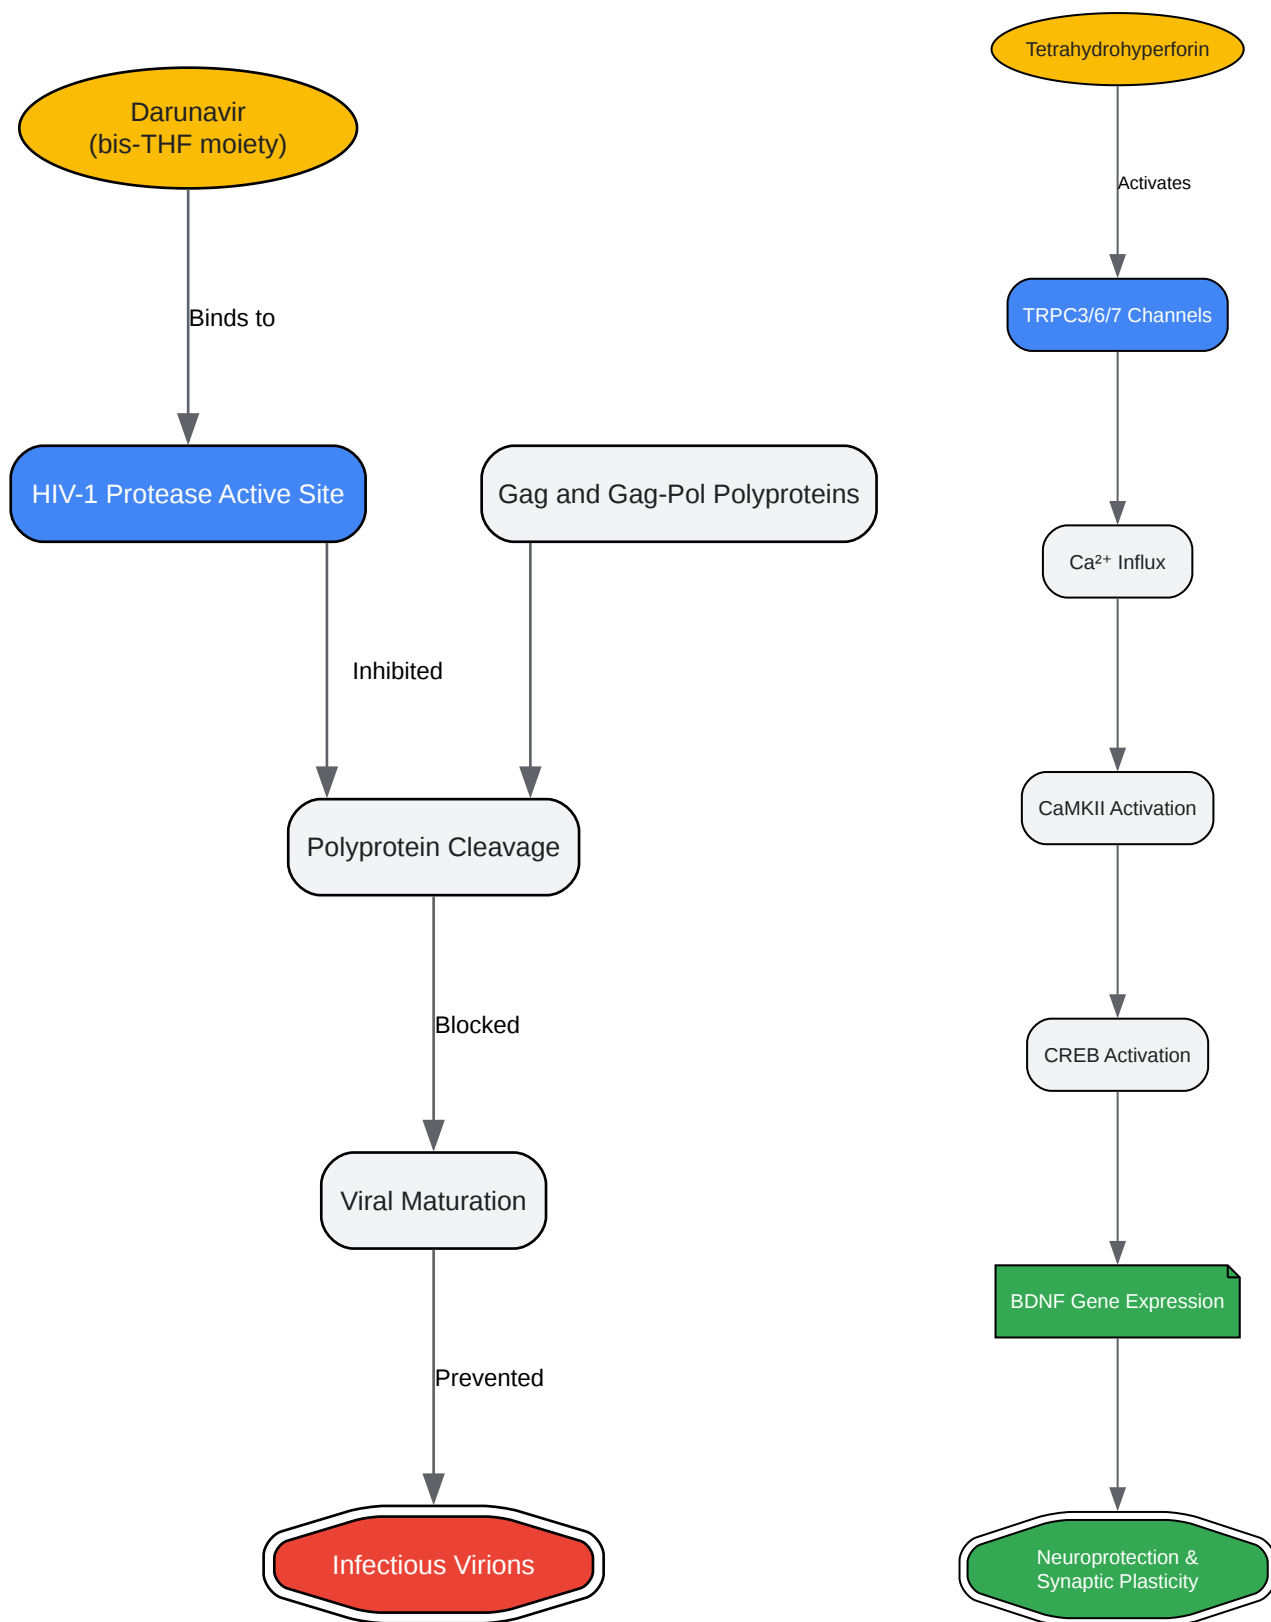 Darunavir
(bis-THF moiety)
Binds to
HIV-1 Protease Active Site
Gag and Gag-Pol Polyproteins
Inhibited
Polyprotein Cleavage
Blocked
Viral Maturation
Prevented
Infectious Virions
Tetrahydrohyperforin
Activates
TRPC3/6/7 Channels
Ca²⁺ Influx
CaMKII Activation
CREB Activation
BDNF Gene Expression
Neuroprotection &
Synaptic Plasticity